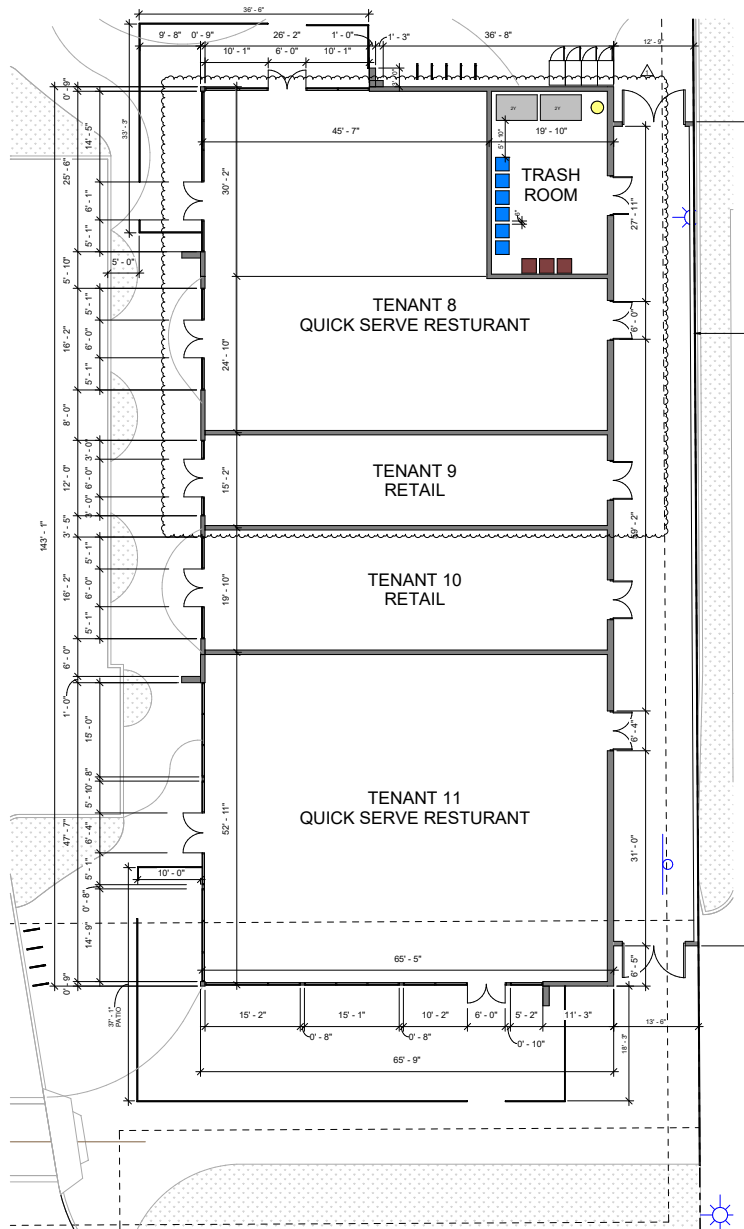 36' - 6"
9' - 8"
0' - 9"
26' - 2"
1' - 0"
1' - 3"
36' - 8"
12' - 9"
10' - 1"
6' - 0"
10' - 1"
0' - 9"
33' - 3"
14' - 5"
2Y
2Y
45' - 7"
19' - 10"
5' - 10"
25' - 6"
30' - 2"
TRASH
ROOM
6' - 1"
27' - 11"
5' - 1"
5' - 0"
5' - 10"
5' - 1"
TENANT 8
QUICK SERVE RESTURANT
6' - 0"
16' - 2"
6' - 0"
24' - 10"
5' - 1"
8' - 0"
3' - 0"
TENANT 9
RETAIL
12' - 0"
6' - 0"
15' - 2"
3' - 0"
3' - 5"
59' - 2"
143' - 1"
5' - 1"
TENANT 10
RETAIL
16' - 2"
6' - 0"
19' - 10"
5' - 1"
6' - 0"
1' - 0"
15' - 0"
6' - 4"
5' - 10'-8"
TENANT 11
QUICK SERVE RESTURANT
47' - 7"
6' - 4"
52' - 11"
31' - 0"
5' - 1"
10' - 0"
0' - 8"
14' - 9"
65' - 5"
6' - 5"
0' - 9"
37' - 1"
PATIO
15' - 2"
15' - 1"
10' - 2"
6' - 0"
5' - 2"
11' - 3"
13' - 6"
0' - 8"
0' - 8"
0' - 10"
18' - 3"
65' - 9"